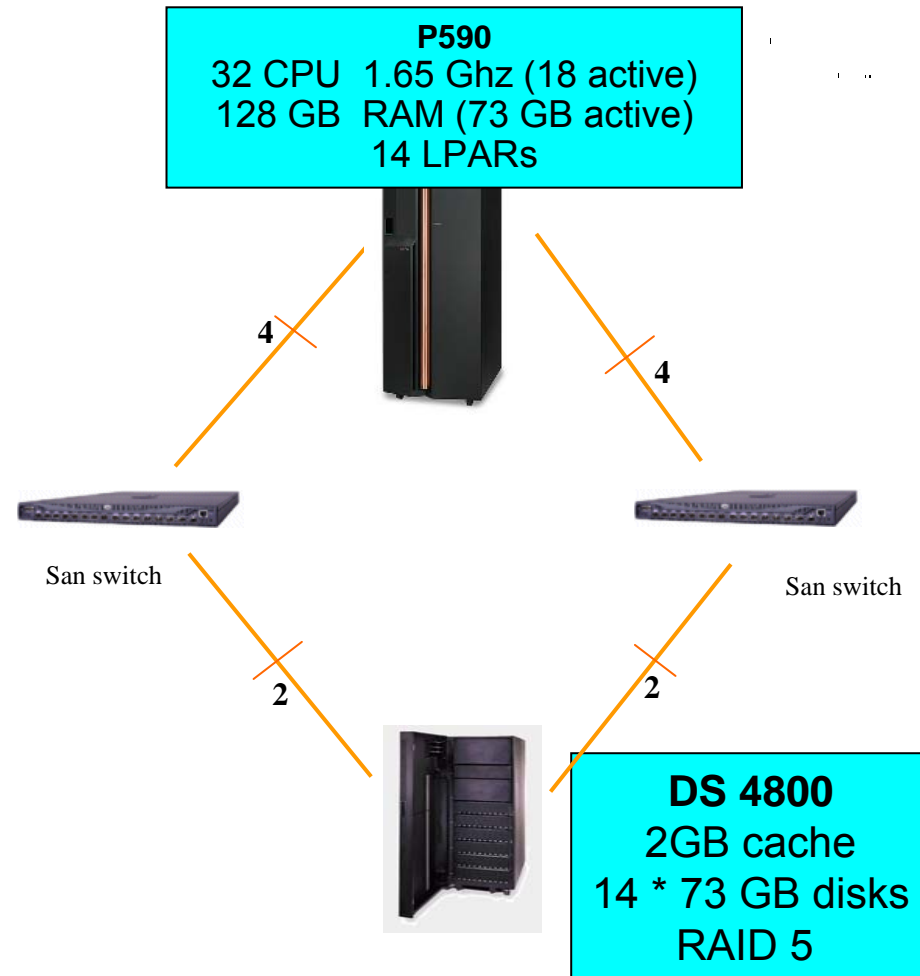 P590
32 CPU 1.65 Ghz (18 active)
128 GB RAM (73 GB active)
14 LPARs
4
4
San switch
San switch
2
2
DS 4800
2GB cache
14 * 73 GB disks
RAID 5